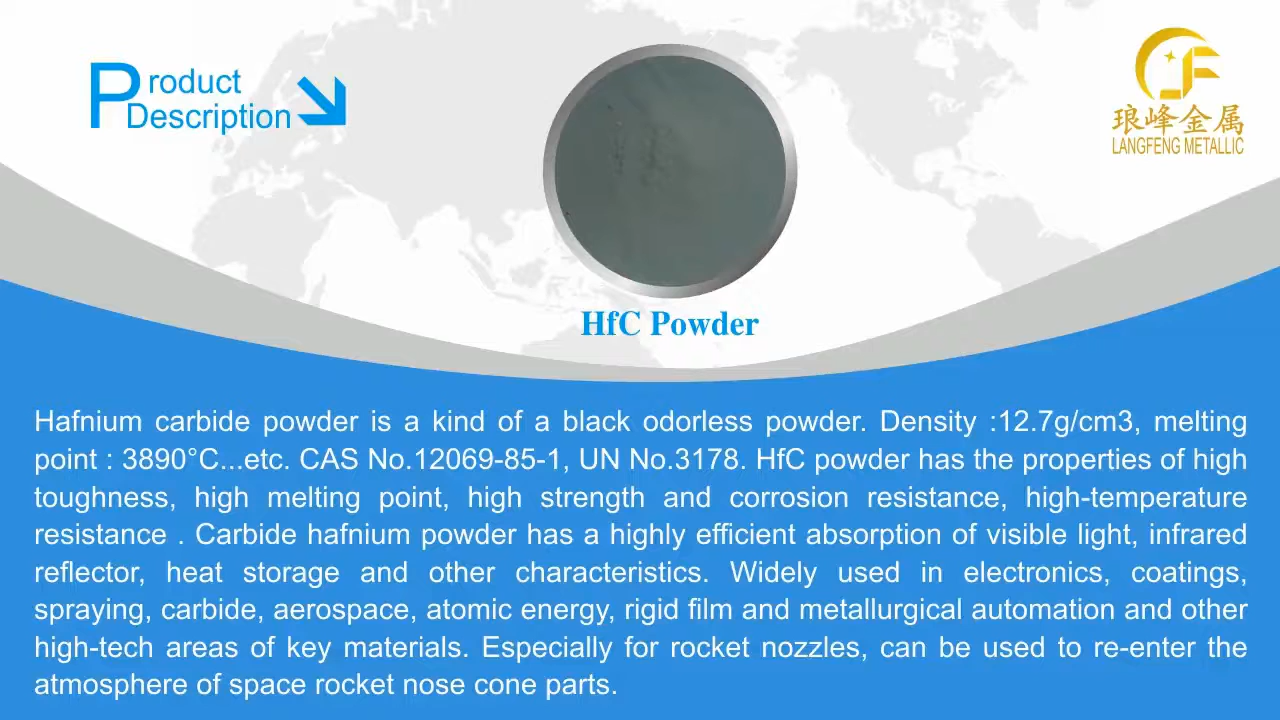 Product
Description
琅峰金属
LANGFENG METALLIC
HfC Powder
Hafnium carbide powder is a kind of a black odorless powder. Density :12.7g/cm3, melting
point : 3890°C...etc. CAS No.12069-85-1, UN No.3178. HfC powder has the properties of high
toughness, high melting point, high strength and corrosion resistance, high-temperature
resistance . Carbide hafnium powder has a highly efficient absorption of visible light, infrared
reflector, heat storage and other characteristics. Widely used in electronics, coatings,
spraying, carbide, aerospace, atomic energy, rigid film and metallurgical automation and other
high-tech areas of key materials. Especially for rocket nozzles, can be used to re-enter the
atmosphere of space rocket nose cone parts.